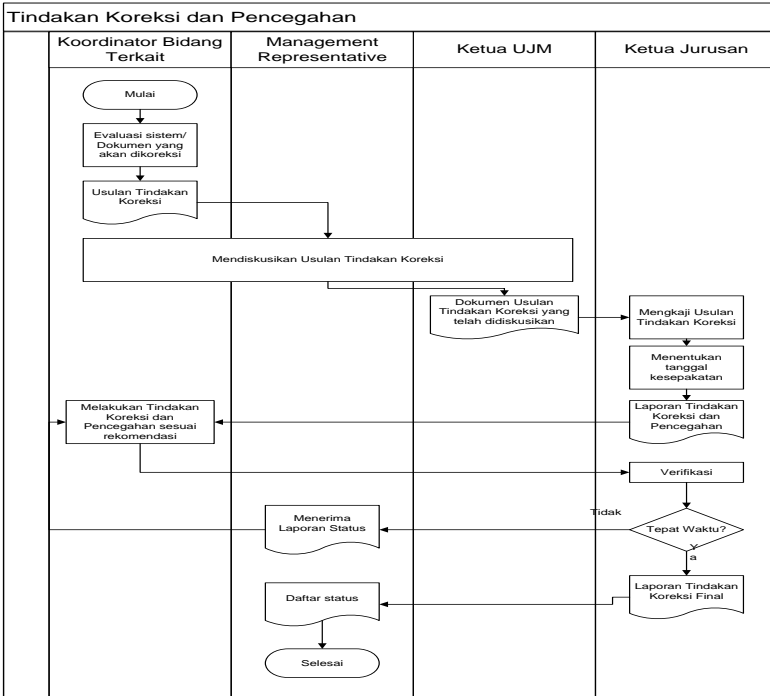 Tindakan Koreksi dan Pencegahan
Koordinator Bidang
Terkait
Management
Representative
Ketua UJM
Ketua Jurusan
Mulai
Evaluasi sistem/
Dokumen yang
akan dikoreksi
Usulan Tindakan
Koreksi
Mendiskusikan Usulan Tindakan Koreksi
Dokumen Usulan
Tindakan Koreksi yang
telah didiskusikan
Mengkaji Usulan
Tindakan Koreksi
Menentukan
tanggal
kesepakatan
Laporan Tindakan
Koreksi dan
Pencegahan
Melakukan Tindakan
Koreksi dan
Pencegahan sesuai
rekomendasi
Verifikasi
Tidak
Tepat Waktu?
Y
a
Menerima
Laporan Status
Laporan Tindakan
Koreksi Final
Daftar status
Selesai